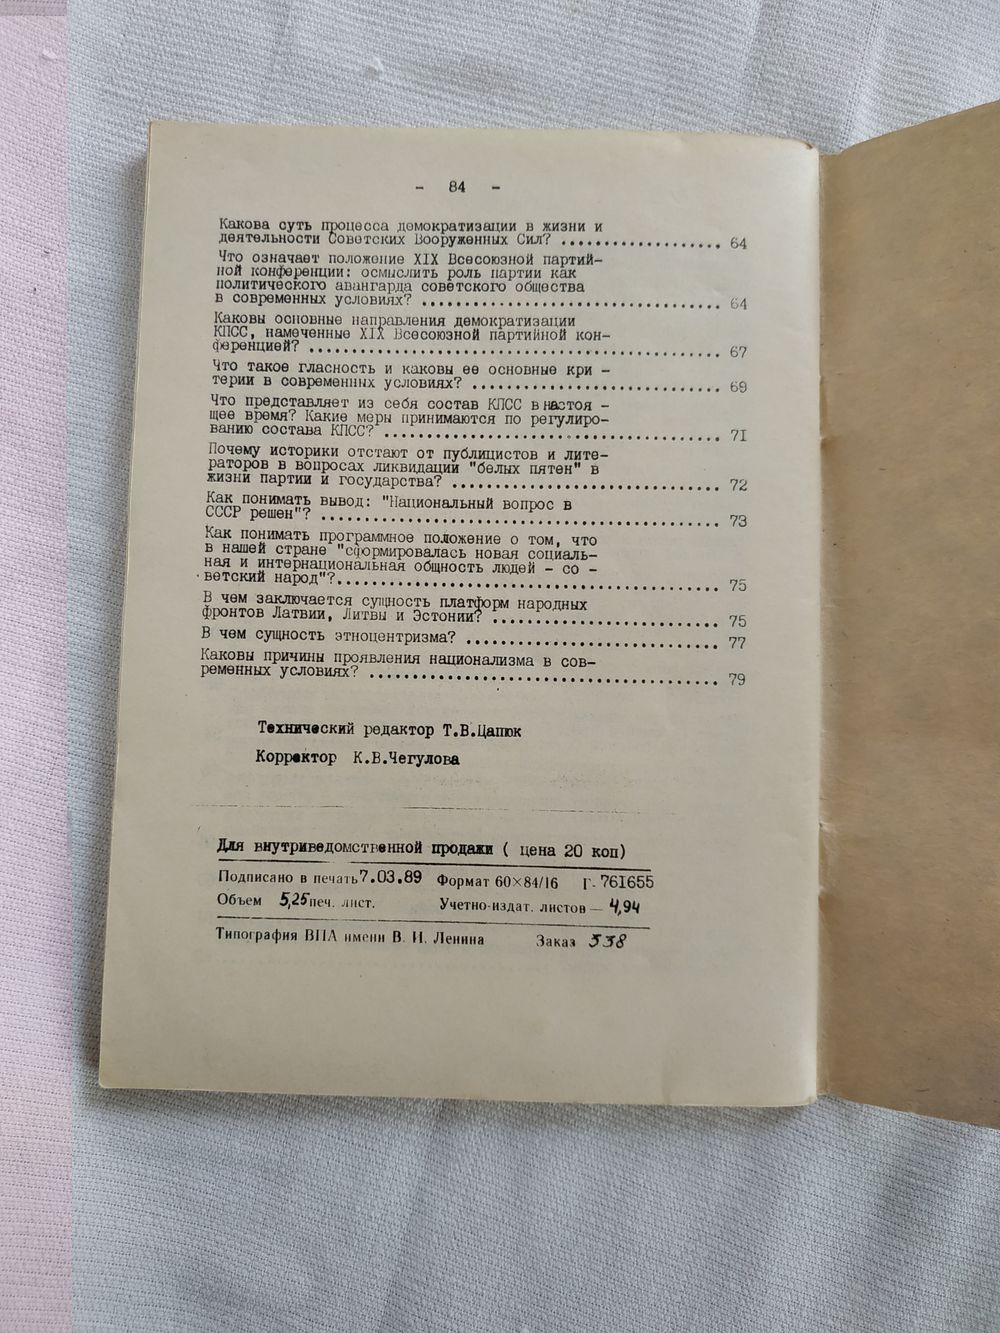 - 84 -
Какова суть процесса демократизации в жизни и
деятельности Советских Вооруженных Сил? .................. 64
Что означает положение XIX Всесоюзной партий-
ной конференции: осмыслить роль партии как
политического авангарда советского общества
в современных условиях? .................................. 64
Каковы основные направления демократизации
КПСС, намеченные XIX Всесоюзной партийной кон-
ференцией? ............................................... 67
Что такое гласность и каковы ее основные кри -
терии в современных условиях? ............................ 69
Что представляет из себя состав КПСС в настоя -
щее время? Какие меры принимаются по регулиро-
ванию состава КПСС? ...................................... 71
Почему историки отстают от публицистов и лите-
раторов в вопросах ликвидации "белых пятен" в
жизни партии и государства? .............................. 72
Как понимать вывод: "Национальный вопрос в
СССР решен"? ............................................. 73
Как понимать программное положение о том, что
в нашей стране "сформировалась новая социаль-
ная и интернациональная общность людей - со -
ветский народ"?........................................... 75
В чем заключается сущность платформ народных
фронтов Латвии, Литвы и Эстонии? ......................... 75
В чем сущность этноцентризма? ............................ 77
Каковы причины проявления национализма в сов-
ременных условиях? ....................................... 79
Технический редактор Т.В.Цапюк
Корректор К.В.Чегулова
Для внутриведомственной продажи ( цена 20 коп)
Подписано в печать 7.03.89 Формат 60×84/16 Г- 761655
Объем 5,25 печ. лист. Учетно-издат. листов — 4,94
Типография ВПА имени В. И. Ленина Заказ 538